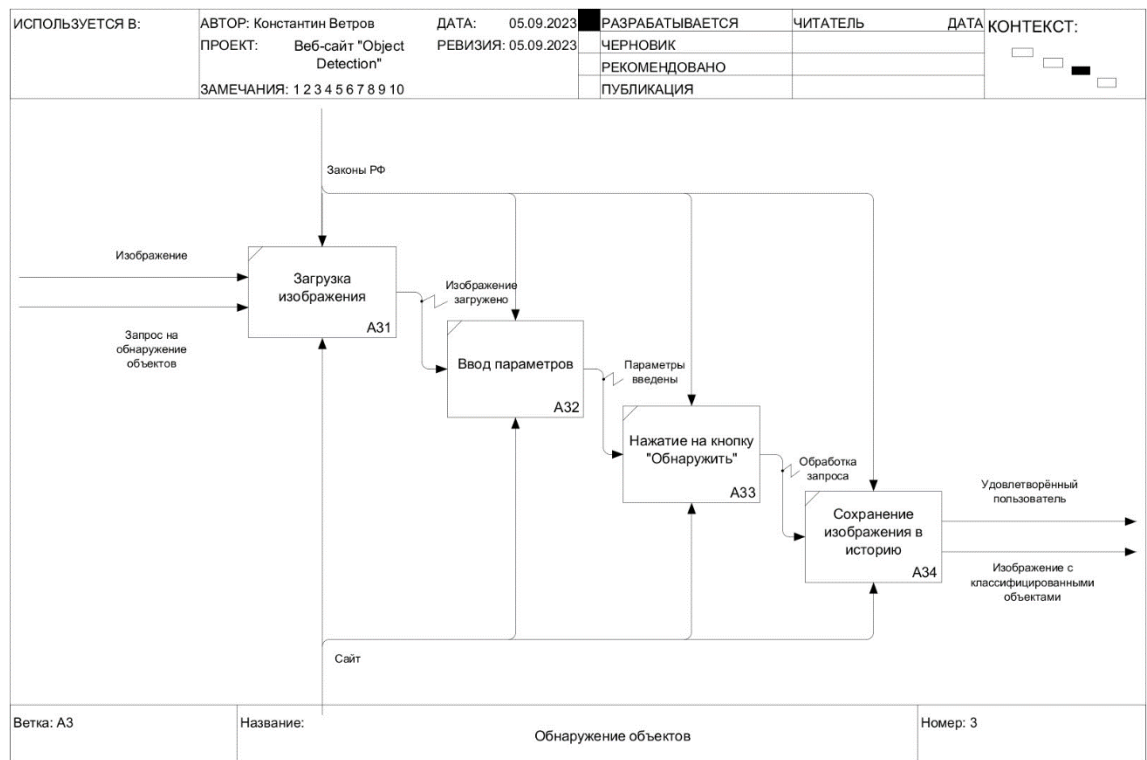 ИСПОЛЬЗУЕТСЯ В:
АВТОР: Константин Ветров
ДАТА: 05.09.2023
ПРОЕКТ: Веб-сайт "Object
Detection"
РЕВИЗИЯ: 05.09.2023
ЗАМЕЧАНИЯ: 1 2 3 4 5 6 7 8 9 10
РАЗРАБАТЫВАЕТСЯ
ЧЕРНОВИК
РЕКОМЕНДОВАНО
ПУБЛИКАЦИЯ
ЧИТАТЕЛЬ
ДАТА
КОНТЕКСТ:
Законы РФ
Изображение
Запрос на
обнаружение
объектов
Загрузка
изображения
A31
Изображение
загружено
Ввод параметров
A32
Параметры
введены
Нажатие на кнопку
"Обнаружить"
A33
Обработка
запроса
Сохранение
изображения в
историю
A34
Удовлетворённый
пользователь
Изображение с
классифицированными
объектами
Сайт
Ветка: A3
Название:
Обнаружение объектов
Номер: 3